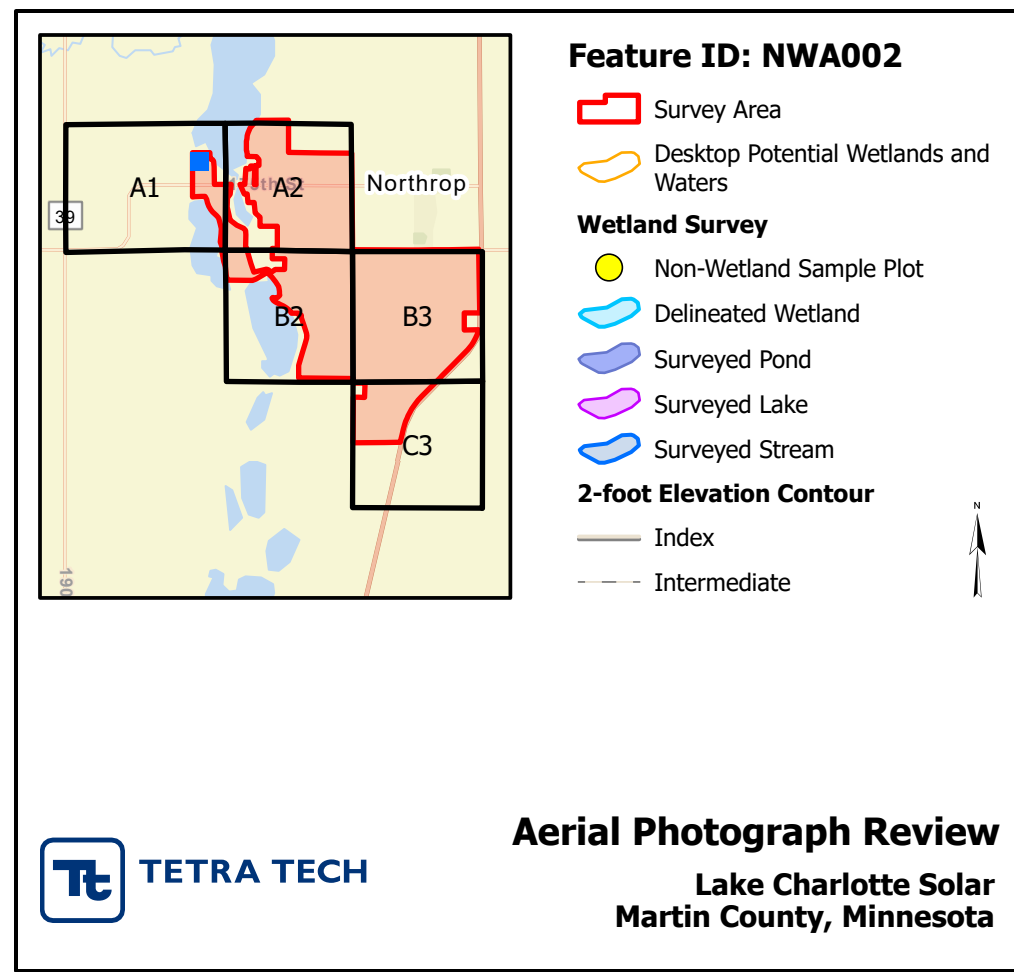 Feature ID: NWA002
Survey Area
Desktop Potential Wetlands and
Waters
Wetland Survey
Non-Wetland Sample Plot
Delineated Wetland
Surveyed Pond
Surveyed Lake
Surveyed Stream
2-foot Elevation Contour
Index
Intermediate
N
A1
A2
Northrop
39
B2
B3
C3
190
Tt
TETRA TECH
Aerial Photograph Review
Lake Charlotte Solar
Martin County, Minnesota